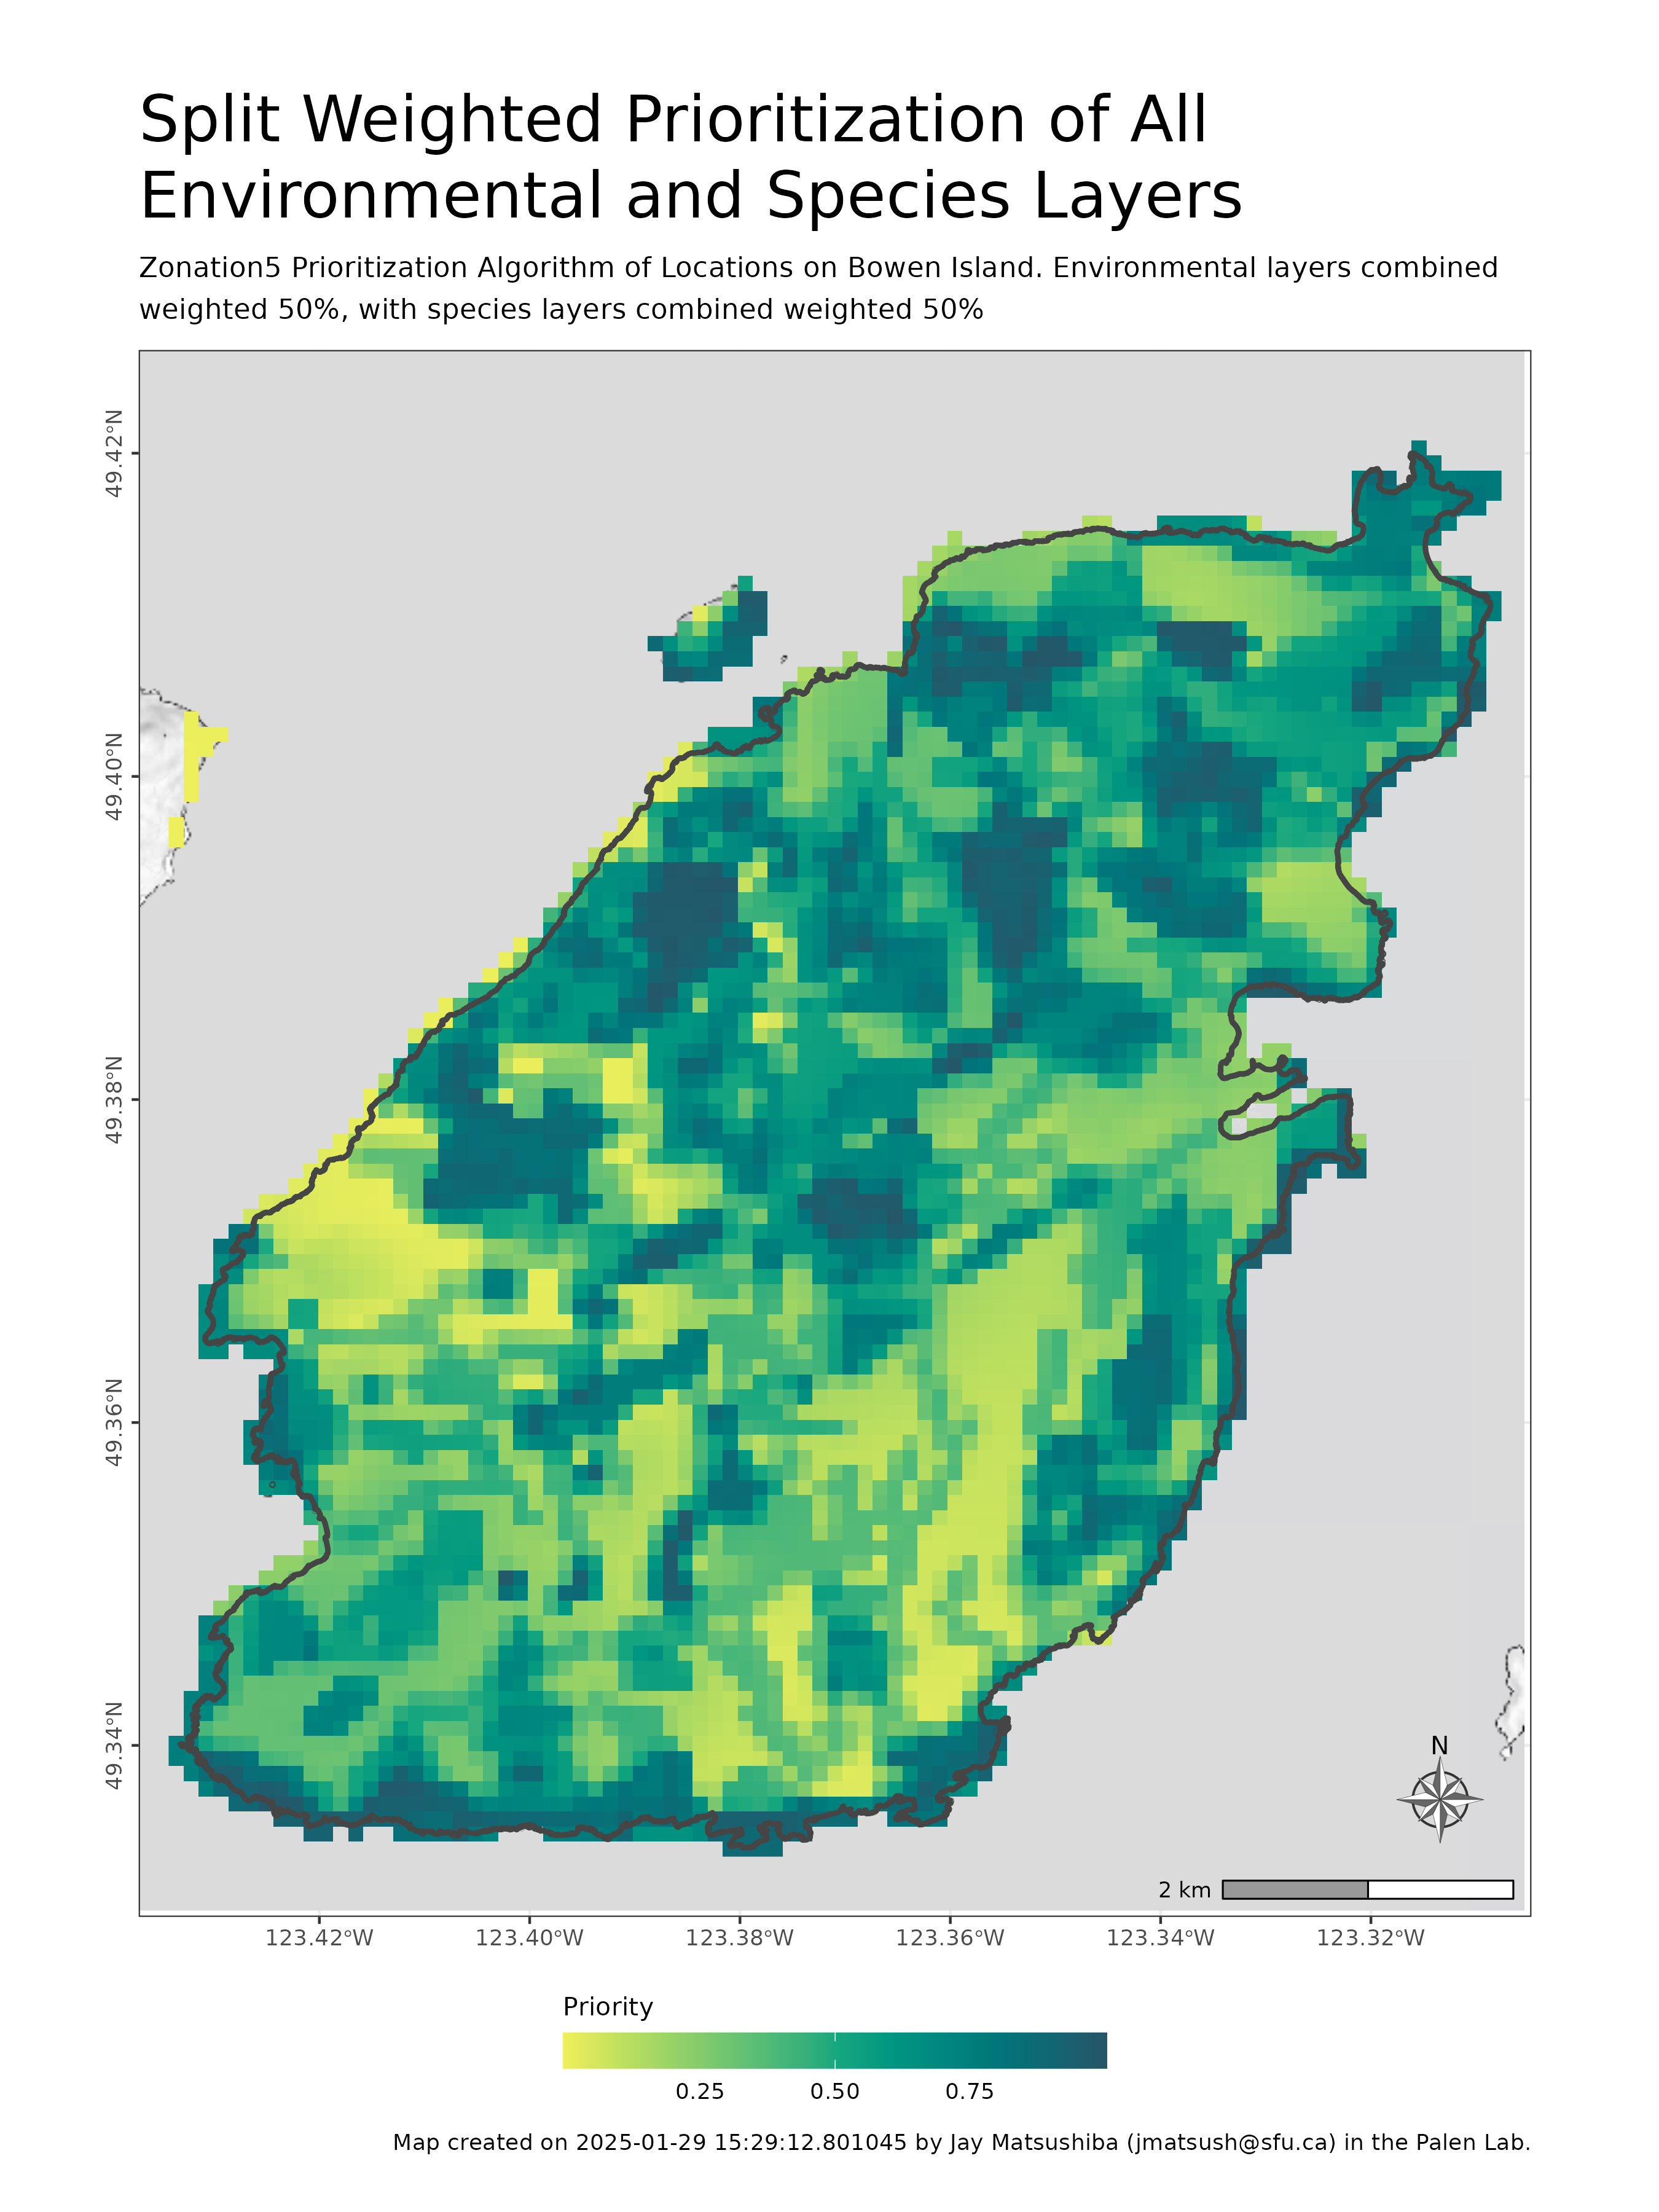 Split Weighted Prioritization of All
Environmental and Species Layers
Zonation5 Prioritization Algorithm of Locations on Bowen Island. Environmental layers combined
weighted 50%, with species layers combined weighted 50%
49.42°N
49.40°N
49.38°N
49.36°N
49.34°N
N
2 km
123.42°W 123.40°W 123.38°W 123.36°W 123.34°W 123.32°W
Priority
0.25 0.50 0.75
Map created on 2025-01-29 15:29:12.801045 by Jay Matsushiba (jmatsush@sfu.ca) in the Palen Lab.